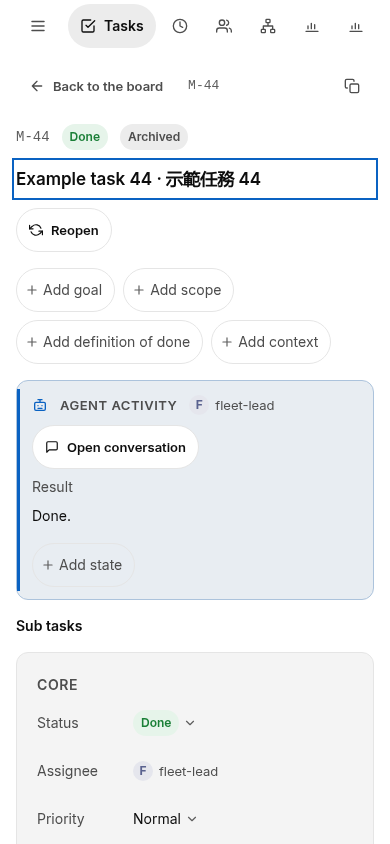 Tasks
Back to the board M-44
M-44 Done Archived
Example task 44 · 示範任務 44
Reopen
Add goal Add scope
Add definition of done Add context
AGENT ACTIVITY F fleet-lead
Open conversation
Result
Done.
Add state
Sub tasks
CORE
Status Done
Assignee F fleet-lead
Priority Normal